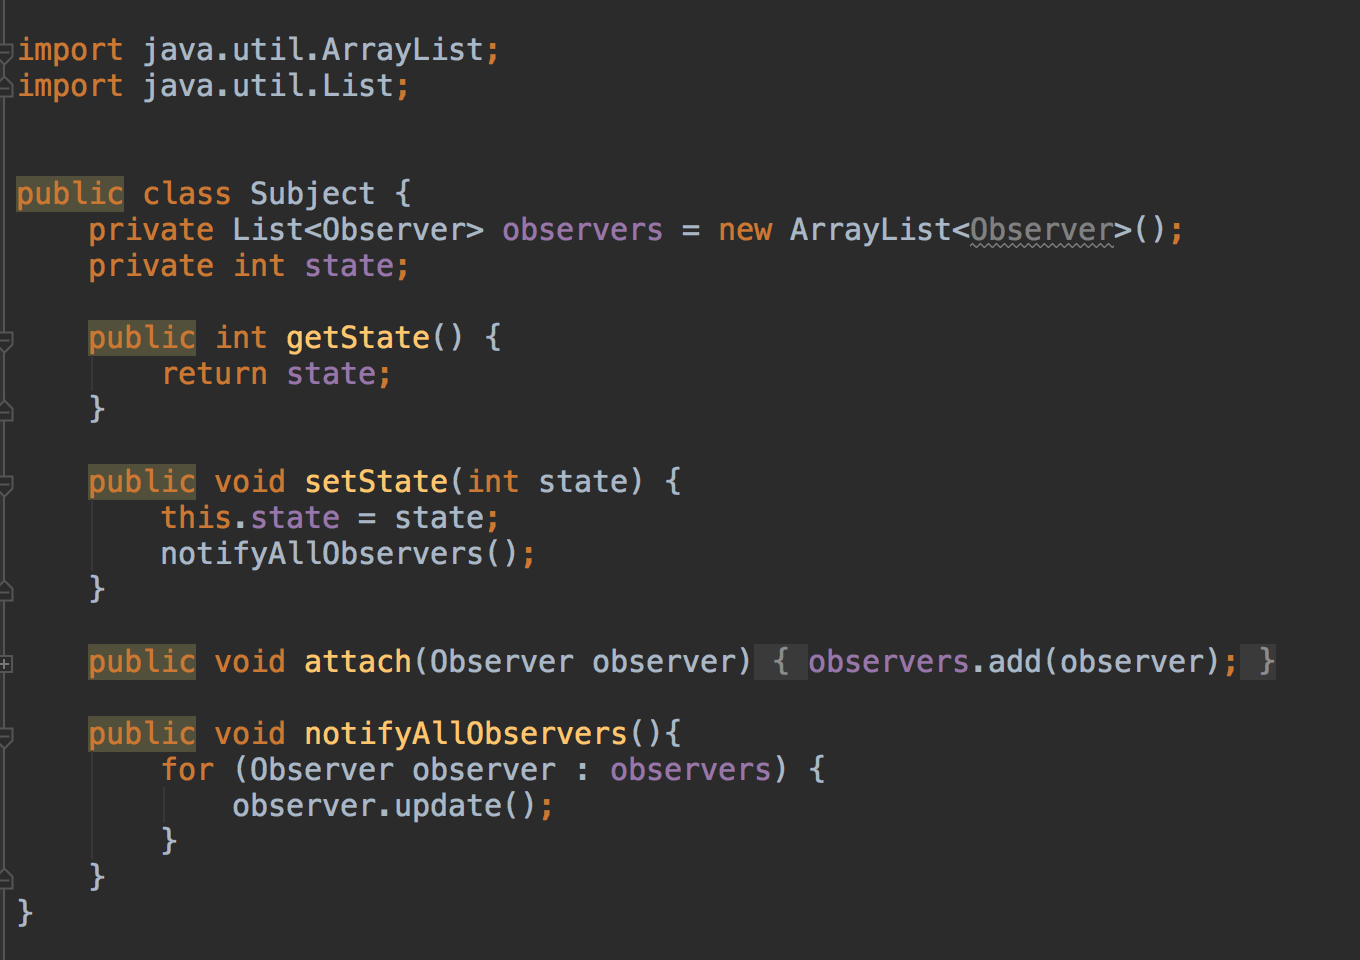 import java.util.ArrayList;
import java.util.List;
public class Subject {
    private List<Observer> observers = new ArrayList<Observer>();
    private int state;
    public int getState() {
        return state;
    }
    public void setState(int state) {
        this.state = state;
        notifyAllObservers();
    }
    public void attach(Observer observer) { observers.add(observer); }
    public void notifyAllObservers(){
        for (Observer observer : observers) {
            observer.update();
        }
    }
}